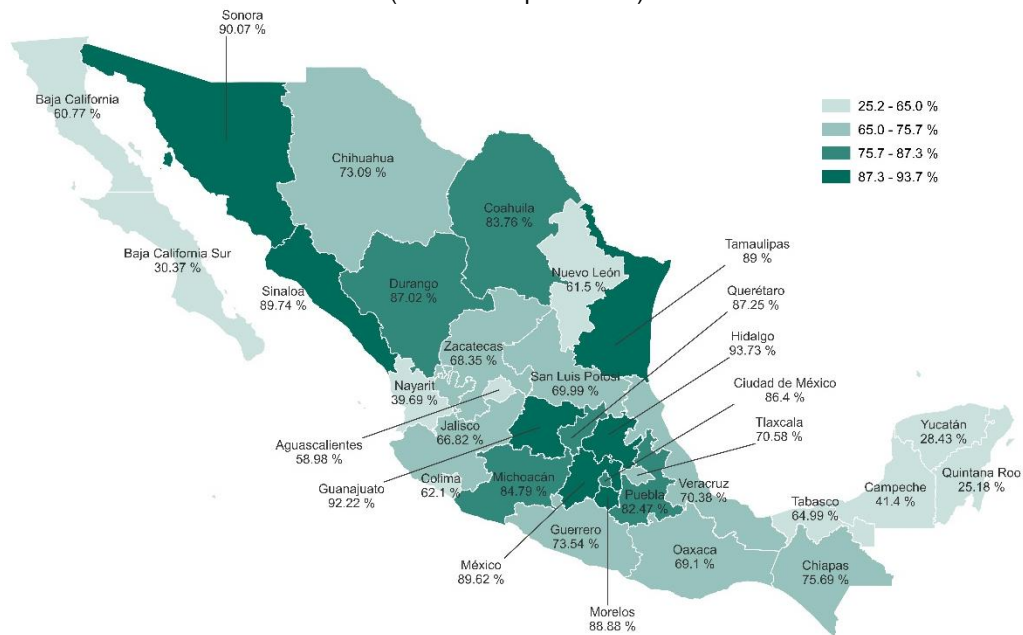 Sonora
90.07 %
Baja California
60.77 %
25.2 - 65.0 %
65.0 - 75.7 %
75.7 - 87.3 %
87.3 - 93.7 %
Chihuahua
73.09 %
Coahuila
83.76 %
Baja California Sur
30.37 %
Sinaloa
89.74 %
Durango
87.02 %
Nuevo León
61.5 %
Tamaulipas
89 %
Querétaro
87.25 %
Hidalgo
93.73 %
Zacatecas
68.35 %
San Luis Potosí
69.99 %
Ciudad de México
86.4 %
Nayarit
39.69 %
Tlaxcala
70.58 %
Jalisco
66.82 %
Aguascalientes
58.98 %
Yucatán
28.43 %
Colima
62.1 %
Guanajuato
92.22 %
Michoacán
84.79 %
Puebla
82.47 %
Veracruz
70.38 %
Campeche
41.4 %
Quintana Roo
25.18 %
Tabasco
64.99 %
Guerrero
73.54 %
Oaxaca
69.1 %
Chiapas
75.69 %
México
89.62 %
Morelos
88.88 %